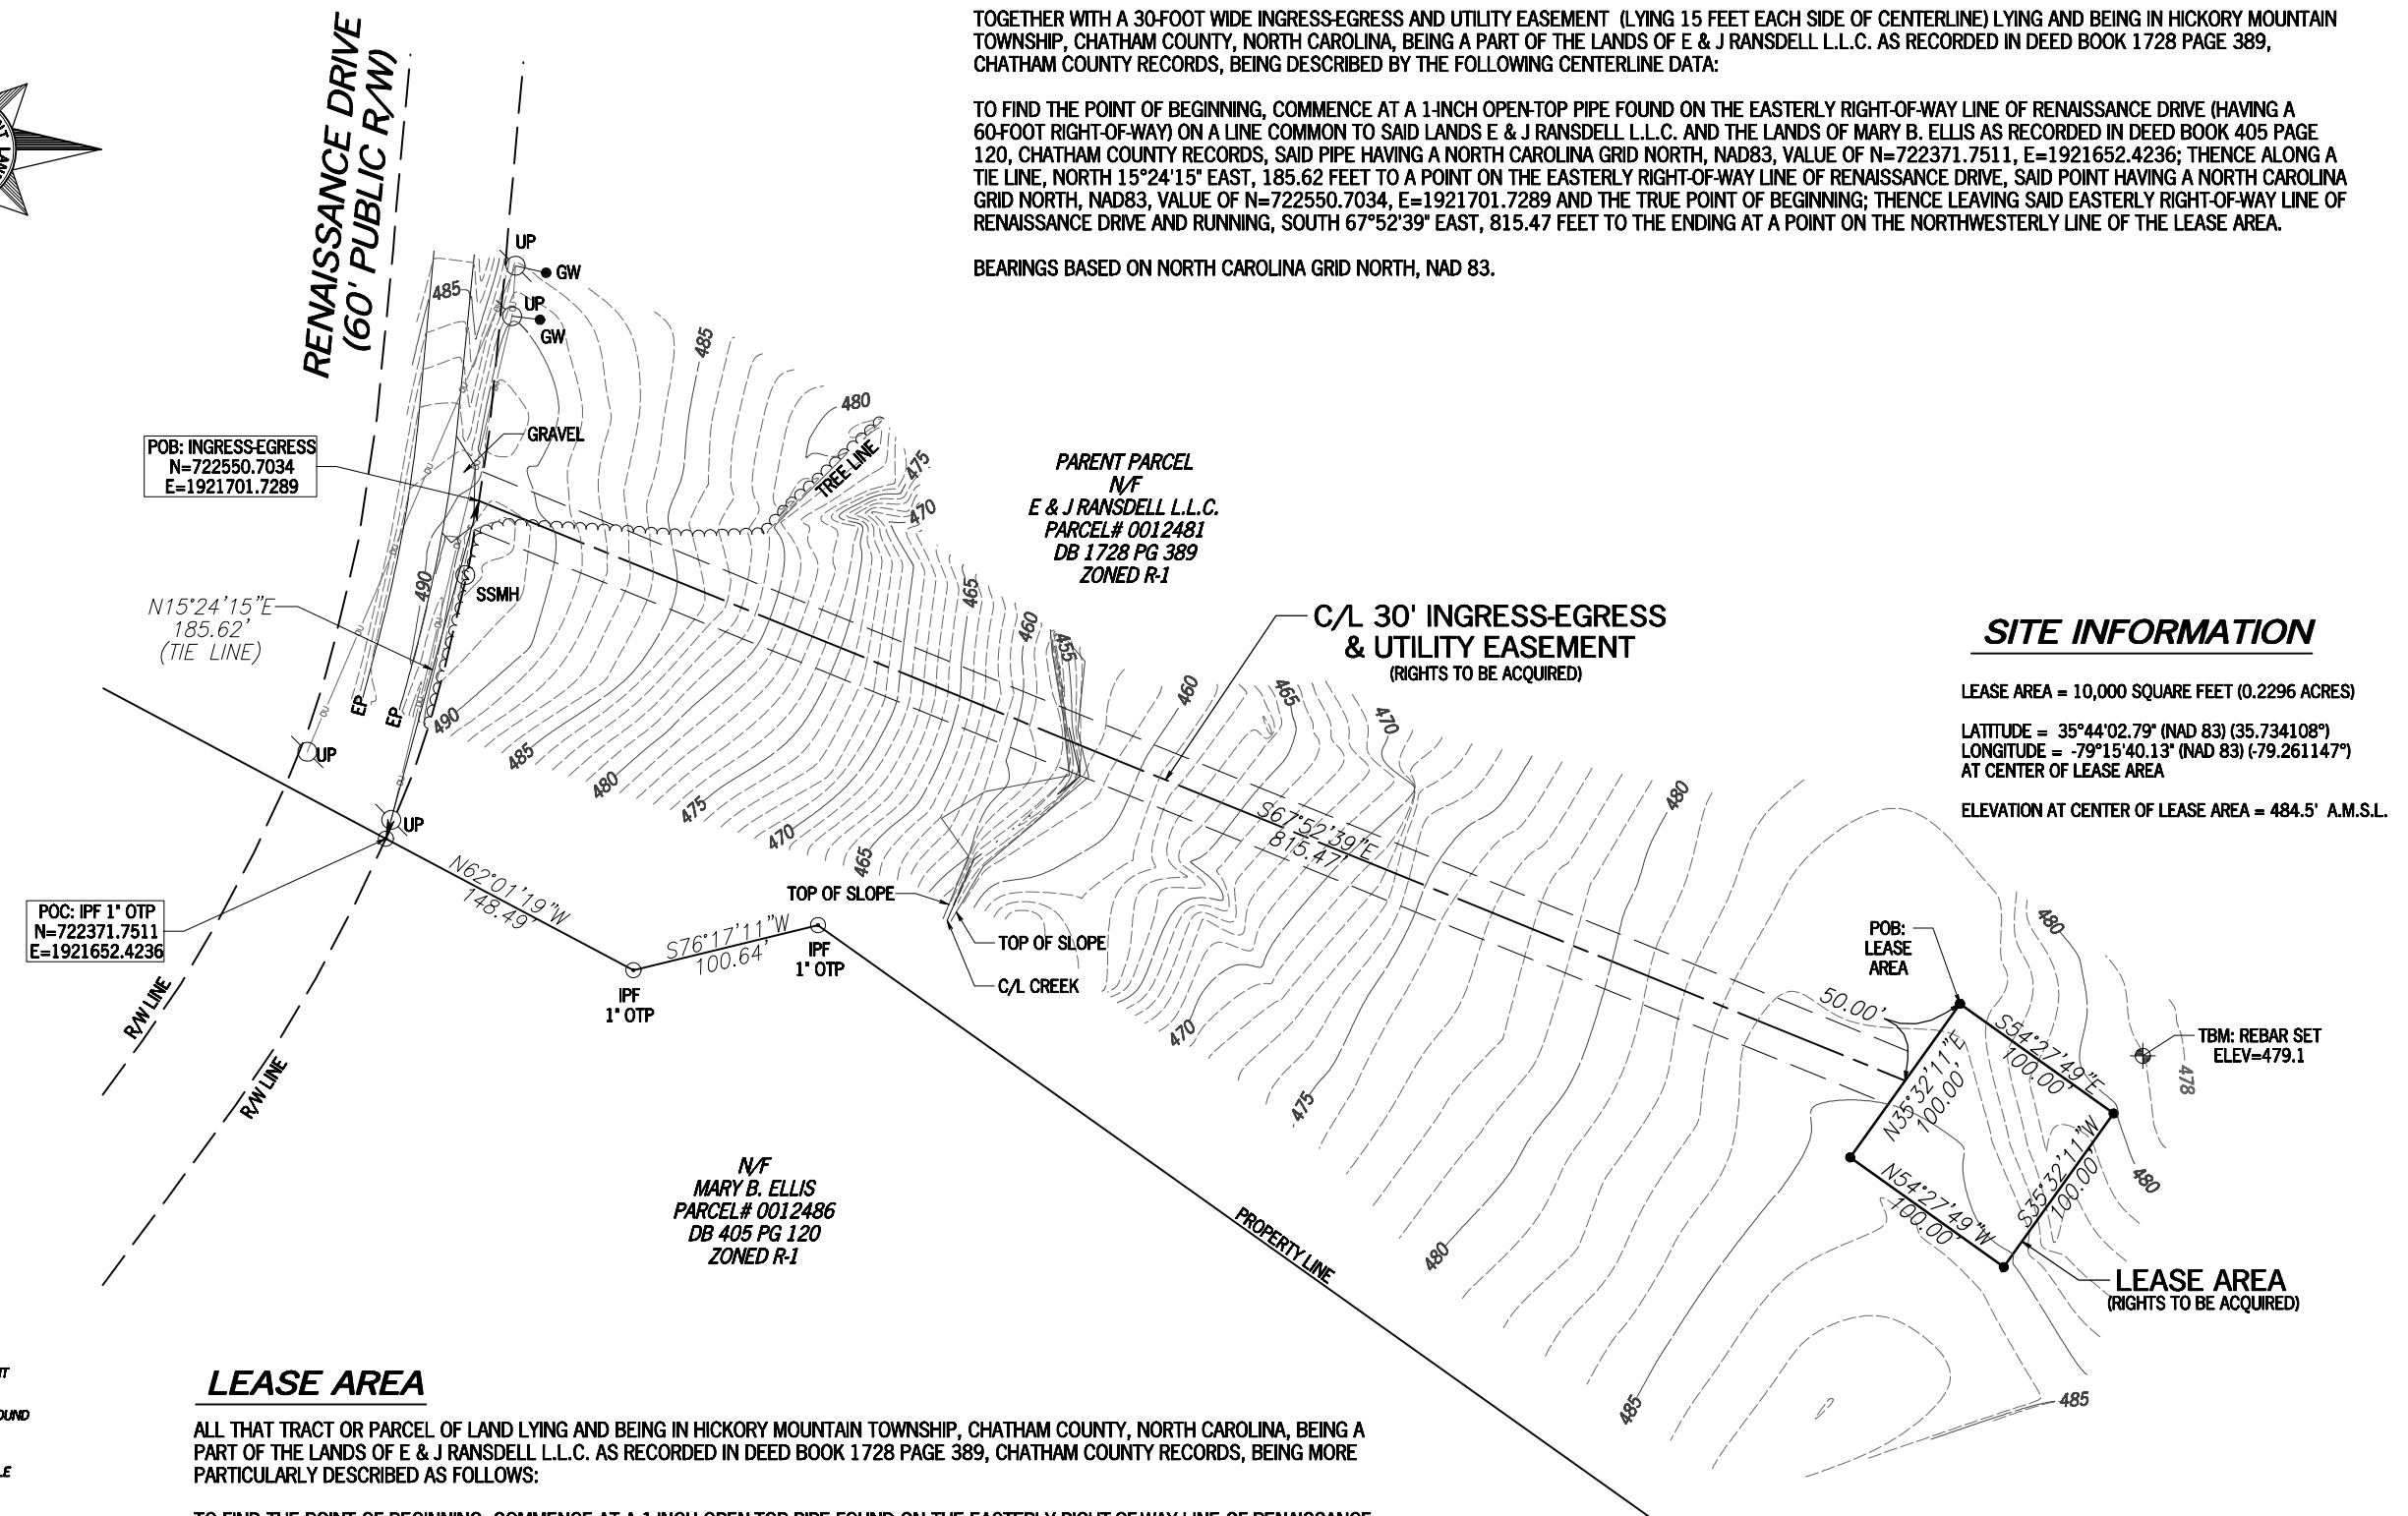 TOGETHER WITH A 30-FOOT WIDE INGRESS-EGRESS AND UTILITY EASEMENT (LYING 15 FEET EACH SIDE OF CENTERLINE) LYING AND BEING IN HICKORY MOUNTAIN
TOWNSHIP, CHATHAM COUNTY, NORTH CAROLINA, BEING A PART OF THE LANDS OF E & J RANSDELL L.L.C. AS RECORDED IN DEED BOOK 1728 PAGE 389,
CHATHAM COUNTY RECORDS, BEING DESCRIBED BY THE FOLLOWING CENTERLINE DATA:
TO FIND THE POINT OF BEGINNING, COMMENCE AT A 1-INCH OPEN-TOP PIPE FOUND ON THE EASTERLY RIGHT-OF-WAY LINE OF RENAISSANCE DRIVE (HAVING A
60-FOOT RIGHT-OF-WAY) ON A LINE COMMON TO SAID LANDS E & J RANSDELL L.L.C. AND THE LANDS OF MARY B. ELLIS AS RECORDED IN DEED BOOK 405 PAGE
120, CHATHAM COUNTY RECORDS, SAID PIPE HAVING A NORTH CAROLINA GRID NORTH, NAD83, VALUE OF N=722371.7511, E=1921652.4236; THENCE ALONG A
TIE LINE, NORTH 15°24'15" EAST, 185.62 FEET TO A POINT ON THE EASTERLY RIGHT-OF-WAY LINE OF RENAISSANCE DRIVE, SAID POINT HAVING A NORTH CAROLINA
GRID NORTH, NAD83, VALUE OF N=722550.7034, E=1921701.7289 AND THE TRUE POINT OF BEGINNING; THENCE LEAVING SAID EASTERLY RIGHT-OF-WAY LINE OF
RENAISSANCE DRIVE AND RUNNING, SOUTH 67°52'39" EAST, 815.47 FEET TO THE ENDING AT A POINT ON THE NORTHWESTERLY LINE OF THE LEASE AREA.
BEARINGS BASED ON NORTH CAROLINA GRID NORTH, NAD 83.
RENAISSANCE DRIVE
(60' PUBLIC R/W)
UP
GW
UP
GW
485
485
480
GRAVEL
TREE LINE
475
470
POB: INGRESS-EGRESS
N=722550.7034
E=1921701.7289
PARENT PARCEL
N/F
E & J RANSDELL L.L.C.
PARCEL# 0012481
DB 1728 PG 389
ZONED R-1
490
SSMH
465
460
455
N15°24'15"E
185.62'
(TIE LINE)
C/L 30' INGRESS-EGRESS
& UTILITY EASEMENT
(RIGHTS TO BE ACQUIRED)
SITE INFORMATION
LEASE AREA = 10,000 SQUARE FEET (0.2296 ACRES)
LATITUDE = 35°44'02.79" (NAD 83) (35.734108°)
LONGITUDE = -79°15'40.13" (NAD 83) (-79.261147°)
AT CENTER OF LEASE AREA
ELEVATION AT CENTER OF LEASE AREA = 484.5' A.M.S.L.
EP
EP
UP
UP
490
485
480
475
470
465
460
465
470
480
S67°52'39"E
815.47'
POC: IPF 1" OTP
N=722371.7511
E=1921652.4236
N62°01'19"W
148.49'
S76°17'11"W
100.64'
IPF
1" OTP
IPF
1" OTP
TOP OF SLOPE
TOP OF SLOPE
C/L CREEK
470
475
480
485
POB:
LEASE
AREA
50.00'
480
S54°27'49"E
100.00'
N35°32'11"E
100.00'
S35°32'11"W
100.00'
N54°27'49"W
100.00'
TBM: REBAR SET
ELEV=479.1
478
480
485
LEASE AREA
(RIGHTS TO BE ACQUIRED)
R/W LINE
R/W LINE
N/F
MARY B. ELLIS
PARCEL# 0012486
DB 405 PG 120
ZONED R-1
PROPERTY LINE
LEASE AREA
ALL THAT TRACT OR PARCEL OF LAND LYING AND BEING IN HICKORY MOUNTAIN TOWNSHIP, CHATHAM COUNTY, NORTH CAROLINA, BEING A
PART OF THE LANDS OF E & J RANSDELL L.L.C. AS RECORDED IN DEED BOOK 1728 PAGE 389, CHATHAM COUNTY RECORDS, BEING MORE
PARTICULARLY DESCRIBED AS FOLLOWS:
TO FIND THE POINT OF BEGINNING, COMMENCE AT A 1-INCH OPEN-TOP PIPE FOUND ON THE EASTERLY RIGHT-OF-WAY LINE OF RENAISSANCE